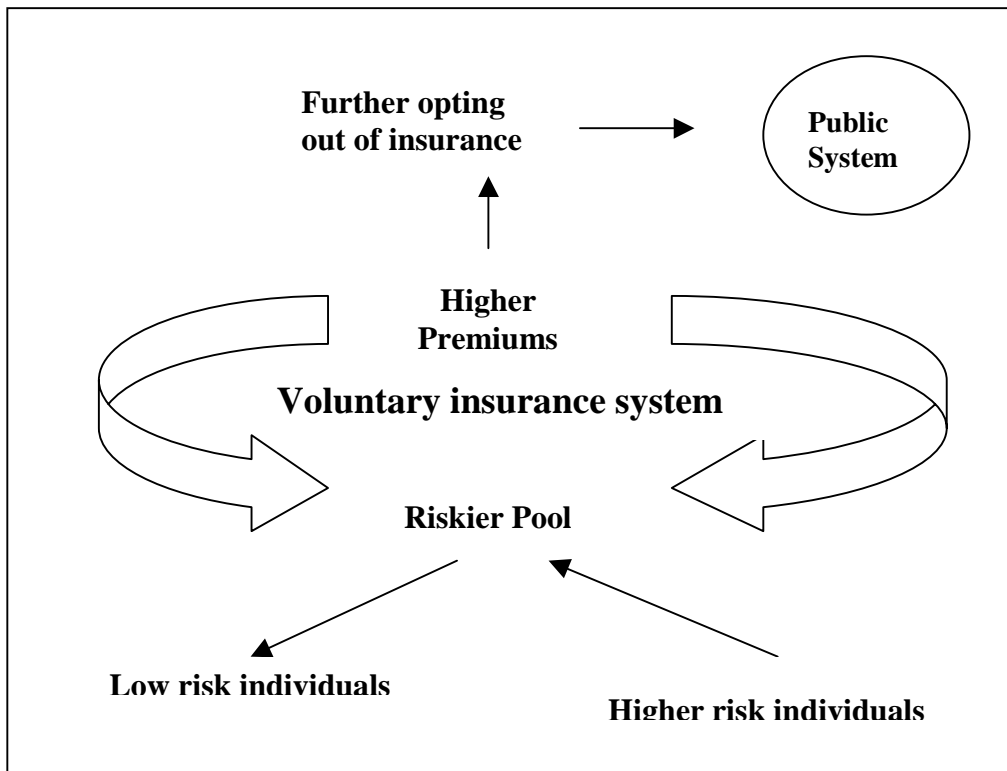 Further opting
out of insurance
Public
System
Higher
Premiums
Voluntary insurance system
Riskier Pool
Low risk individuals
Higher risk individuals